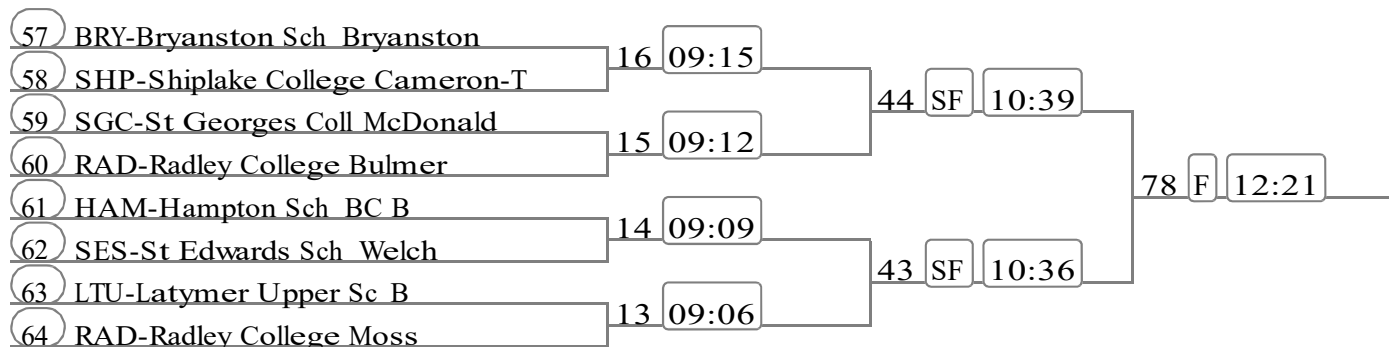 57 BRY-Bryanston Sch Bryanston
16 09:15
58 SHP-Shiplake College Cameron-T
44 SF 10:39
59 SGC-St Georges Coll McDonald
15 09:12
60 RAD-Radley College Bulmer
78 F 12:21
61 HAM-Hampton Sch BC B
14 09:09
62 SES-St Edwards Sch Welch
43 SF 10:36
63 LTU-Latymer Upper Sc B
13 09:06
64 RAD-Radley College Moss